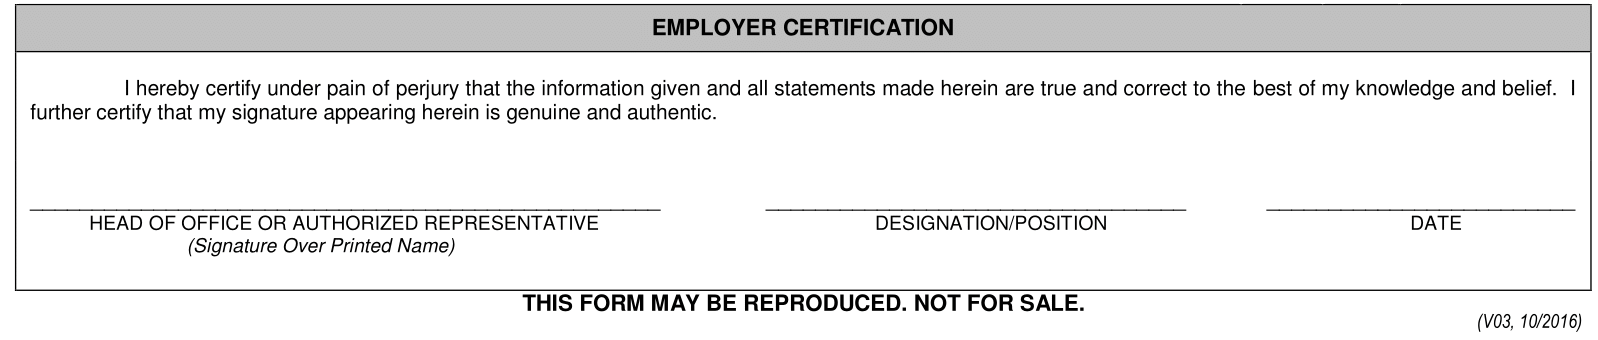 EMPLOYER CERTIFICATION
I hereby certify under pain of perjury that the information given and all statements made herein are true and correct to the best of my knowledge and belief. I
further certify that my signature appearing herein is genuine and authentic.
HEAD OF OFFICE OR AUTHORIZED REPRESENTATIVE DESIGNATION/POSITION DATE
(Signature Over Printed Name)
THIS FORM MAY BE REPRODUCED. NOT FOR SALE.
(V03, 10/2016)